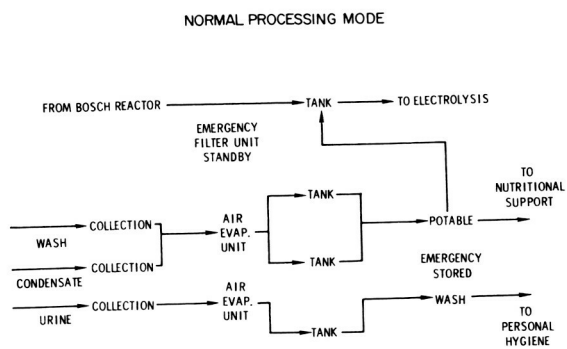 NORMAL PROCESSING MODE
FROM BOSCH REACTOR
TANK
TO ELECTROLYSIS
EMERGENCY
FILTER UNIT
STANDBY
TO
NUTRITIONAL
SUPPORT
TANK
COLLECTION
WASH
AIR
EVAP.
UNIT
POTABLE
TANK
COLLECTION
CONDENSATE
EMERGENCY
STORED
COLLECTION
URINE
AIR
EVAP.
UNIT
WASH
TANK
TO
PERSONAL
HYGIENE